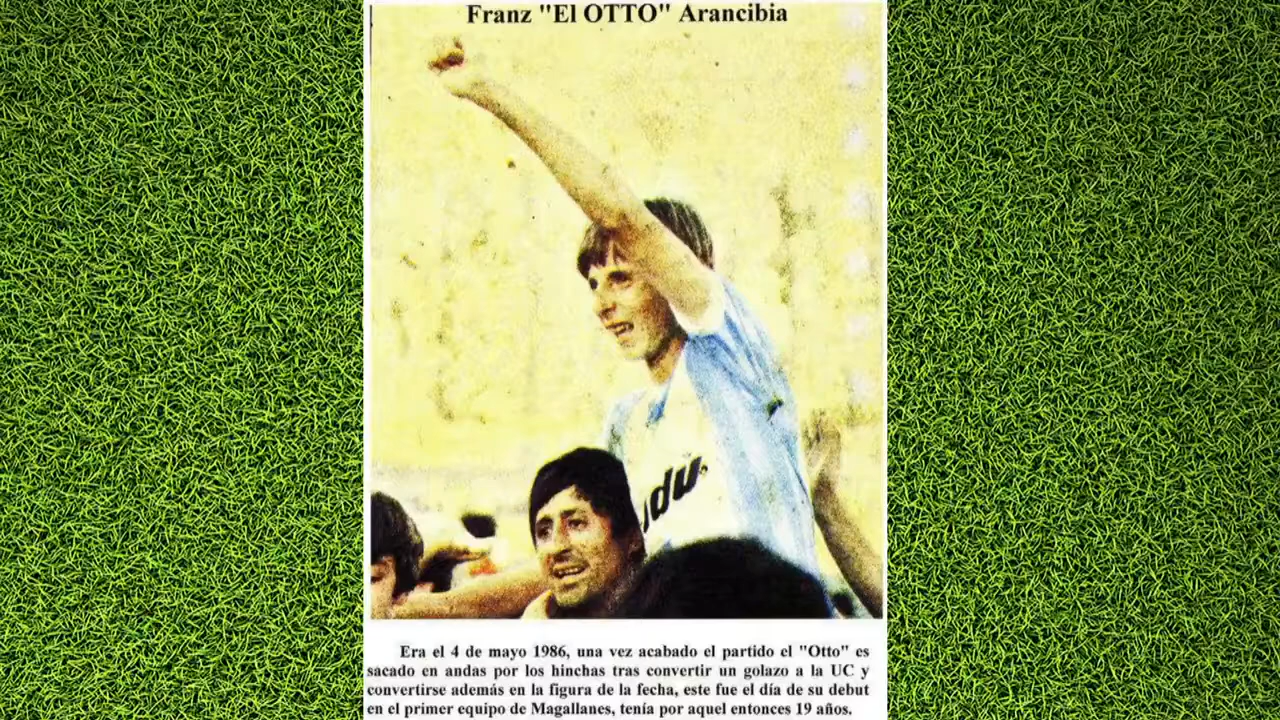 Franz "El OTTO" Arancibia
Era el 4 de mayo 1986, una vez acabado el partido el "Otto" es
sacado en andas por los hinchas tras convertir un golazo a la UC y
convertirse además en la figura de la fecha, este fue el día de su debut
en el primer equipo de Magallanes, tenía por aquel entonces 19 años.